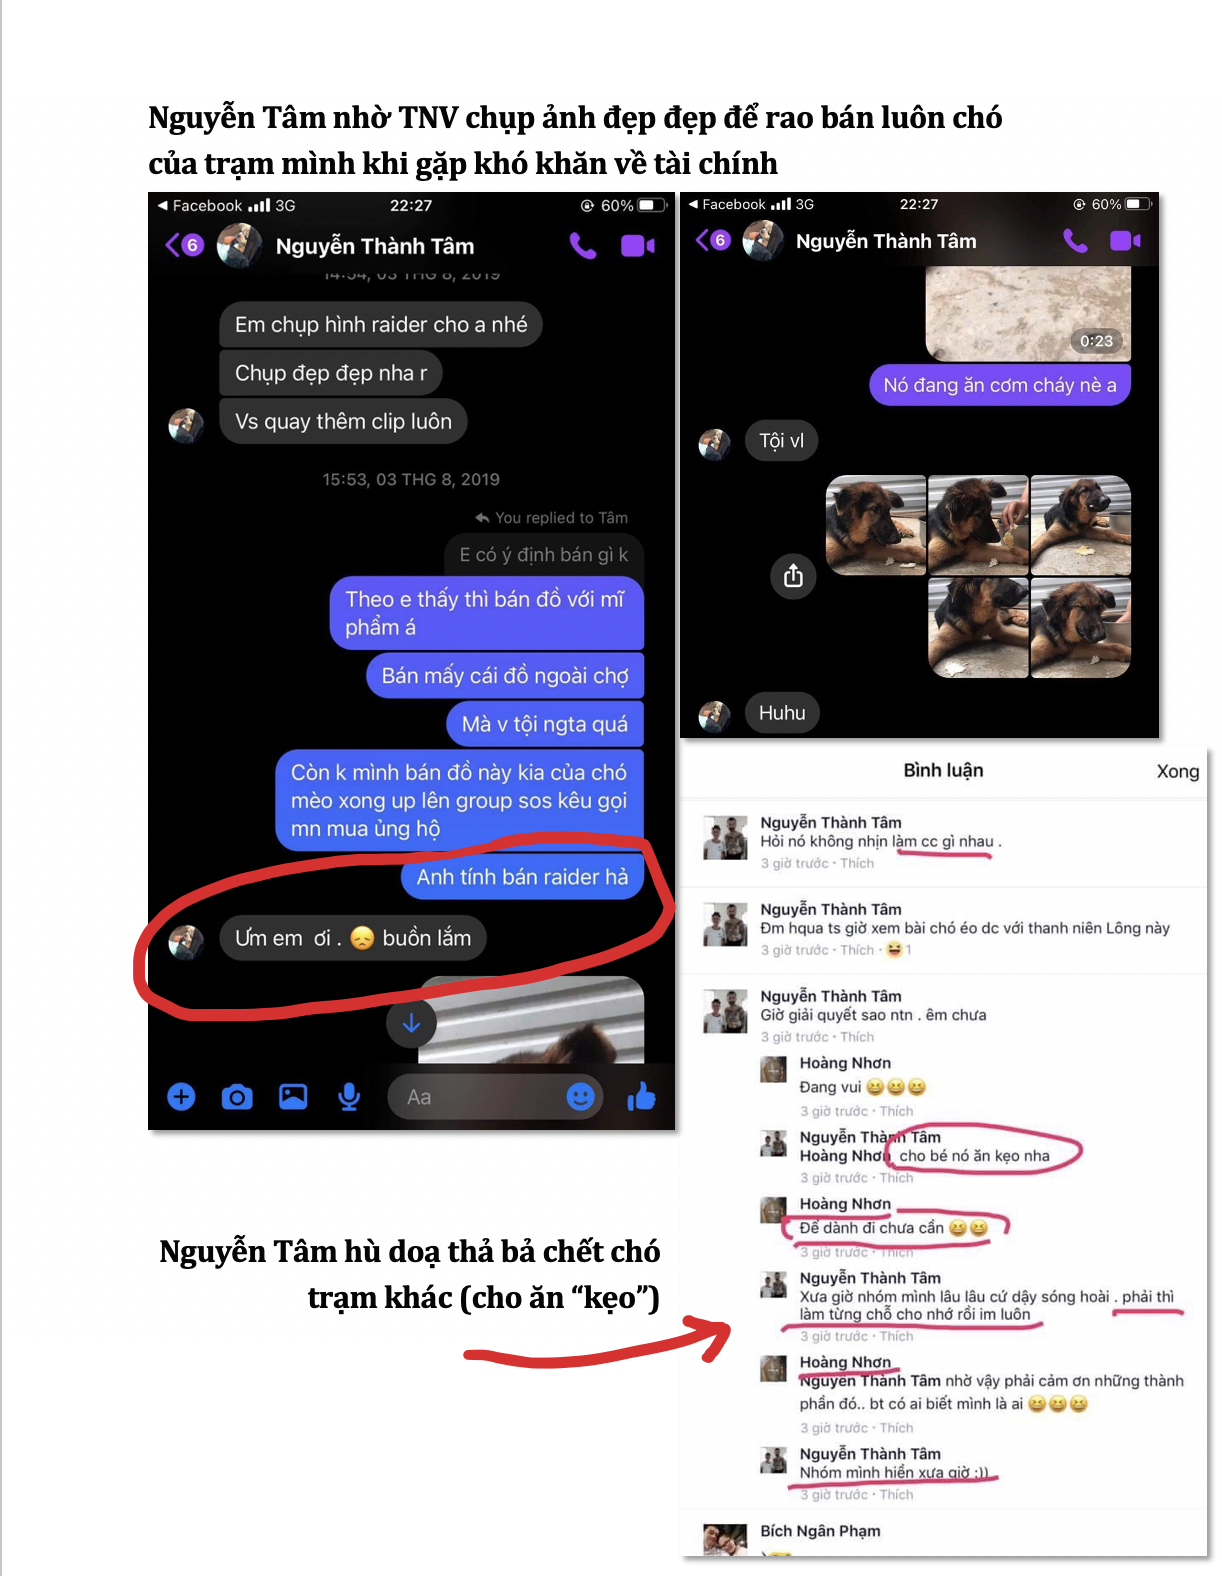 Nguyễn Tâm nhờ TNV chụp ảnh đẹp đẹp để rao bán luôn chó
của trạm mình khi gặp khó khăn về tài chính
Facebook 3G 22:27 60%
6 Nguyễn Thành Tâm
14:54, 03 THG 8, 2019
Em chụp hình raider cho a nhé
Chụp đẹp đẹp nha r
Vs quay thêm clip luôn
15:53, 03 THG 8, 2019
You replied to Tâm
E có ý định bán gì k
Theo e thấy thì bán đồ với mĩ
phẩm á
Bán mấy cái đồ ngoài chợ
Mà v tội ngta quá
Còn k mình bán đồ này kia của chó
mèo xong up lên group sos kêu gọi
mn mua ủng hộ
Anh tính bán raider hả
Ưm em ơi . 😞 buồn lắm
Aa
Facebook 3G 22:27 60%
6 Nguyễn Thành Tâm
0:23
Nó đang ăn cơm cháy nè a
Tội vl
Huhu
Bình luận Xong
Nguyễn Thành Tâm
Hỏi nó không nhịn làm cc gì nhau .
3 giờ trước · Thích
Nguyễn Thành Tâm
Đm hqua ts giờ xem bài chó éo dc với thanh niên Lông này
3 giờ trước · Thích · 😆 1
Nguyễn Thành Tâm
Giờ giải quyết sao ntn . êm chưa
3 giờ trước · Thích
Hoàng Nhơn
Đang vui 😆😆😆
3 giờ trước · Thích
Nguyễn Thành Tâm
Hoàng Nhơn cho bé nó ăn kẹo nha
3 giờ trước · Thích
Hoàng Nhơn
Để dành đi chưa cần 😆😆
3 giờ trước · Thích
Nguyễn Thành Tâm
Xưa giờ nhóm mình lâu lâu cứ dậy sóng hoài . phải thì
làm từng chỗ cho nhớ rồi im luôn
3 giờ trước · Thích
Hoàng Nhơn
Nguyễn Thành Tâm nhờ vậy phải cảm ơn những thành
phần đó.. bt có ai biết mình là ai 😆😆😆
3 giờ trước · Thích
Nguyễn Thành Tâm
Nhóm mình hiền xưa giờ :))
3 giờ trước · Thích
Bích Ngân Phạm
Nguyễn Tâm hù doạ thả bả chết chó
trạm khác (cho ăn “kẹo”)